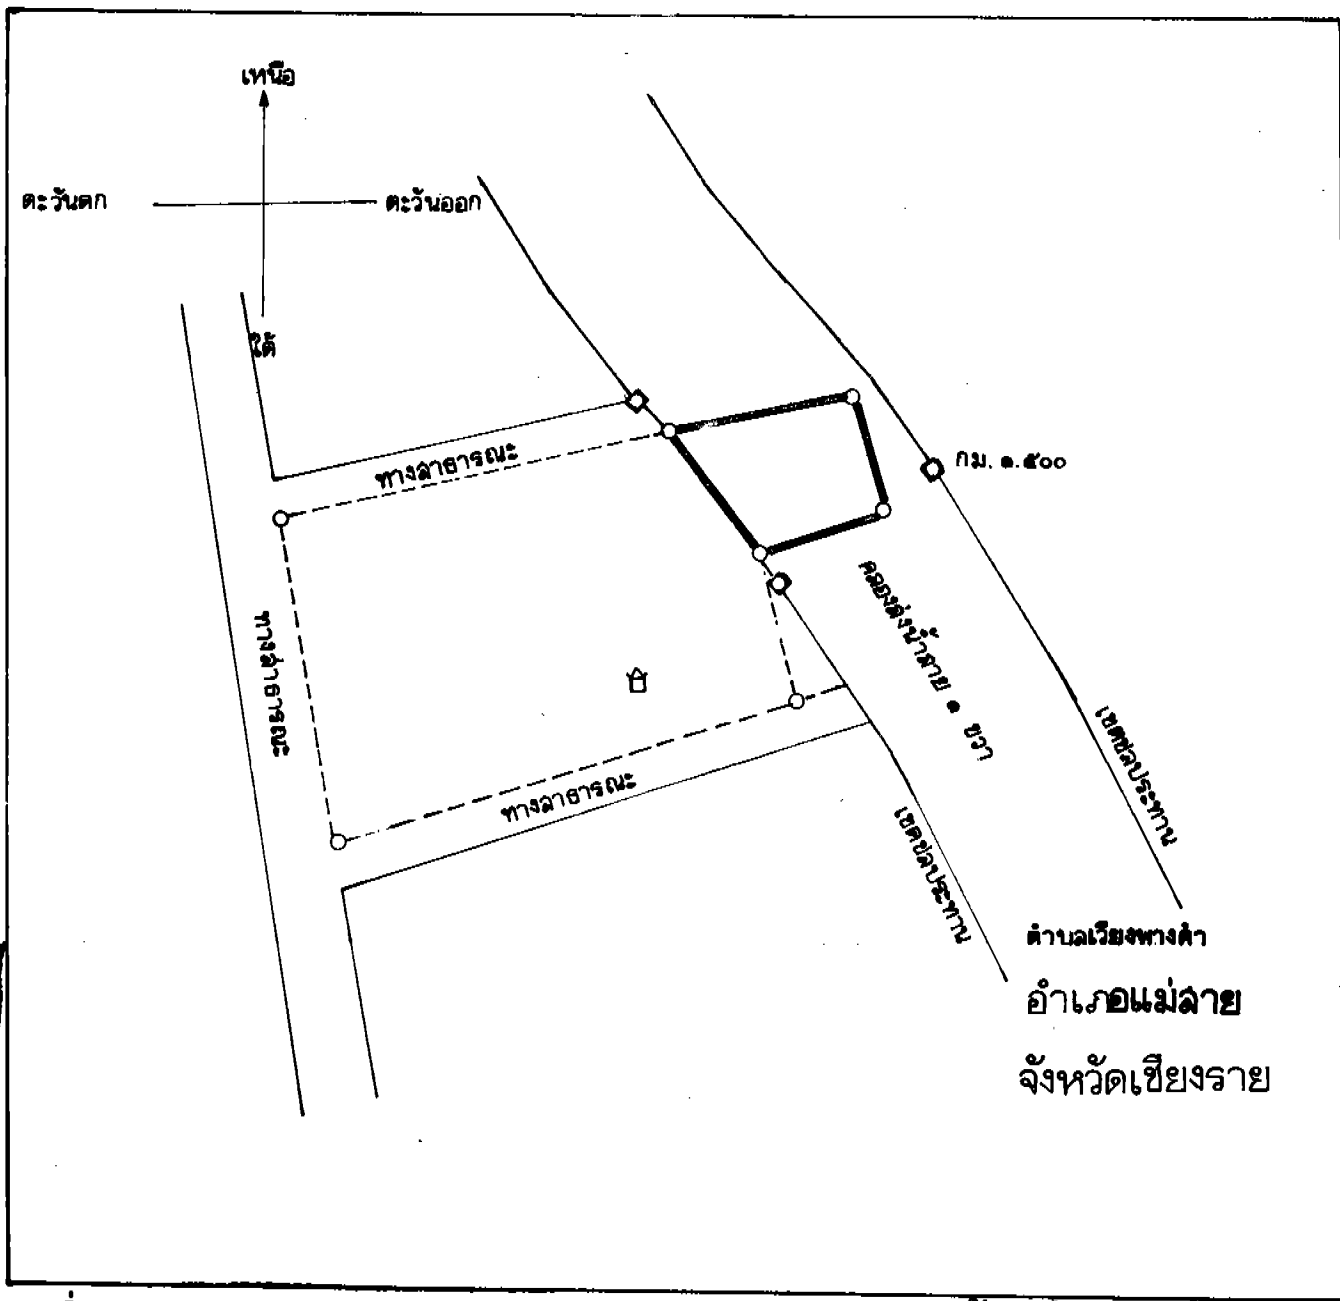 เหนือ
ตะวันตก
ตะวันออก
ใต้
ทางสาธารณะ
กม. ๑.๕๐๐
คลองส่งน้ำสาย ๑ ขวา
ทางสาธารณะ
ทางสาธารณะ
เขตชลประทาน
เขตชลประทาน
ตำบลเวียงพางคำ
อำเภอแม่สาย
จังหวัดเชียงราย